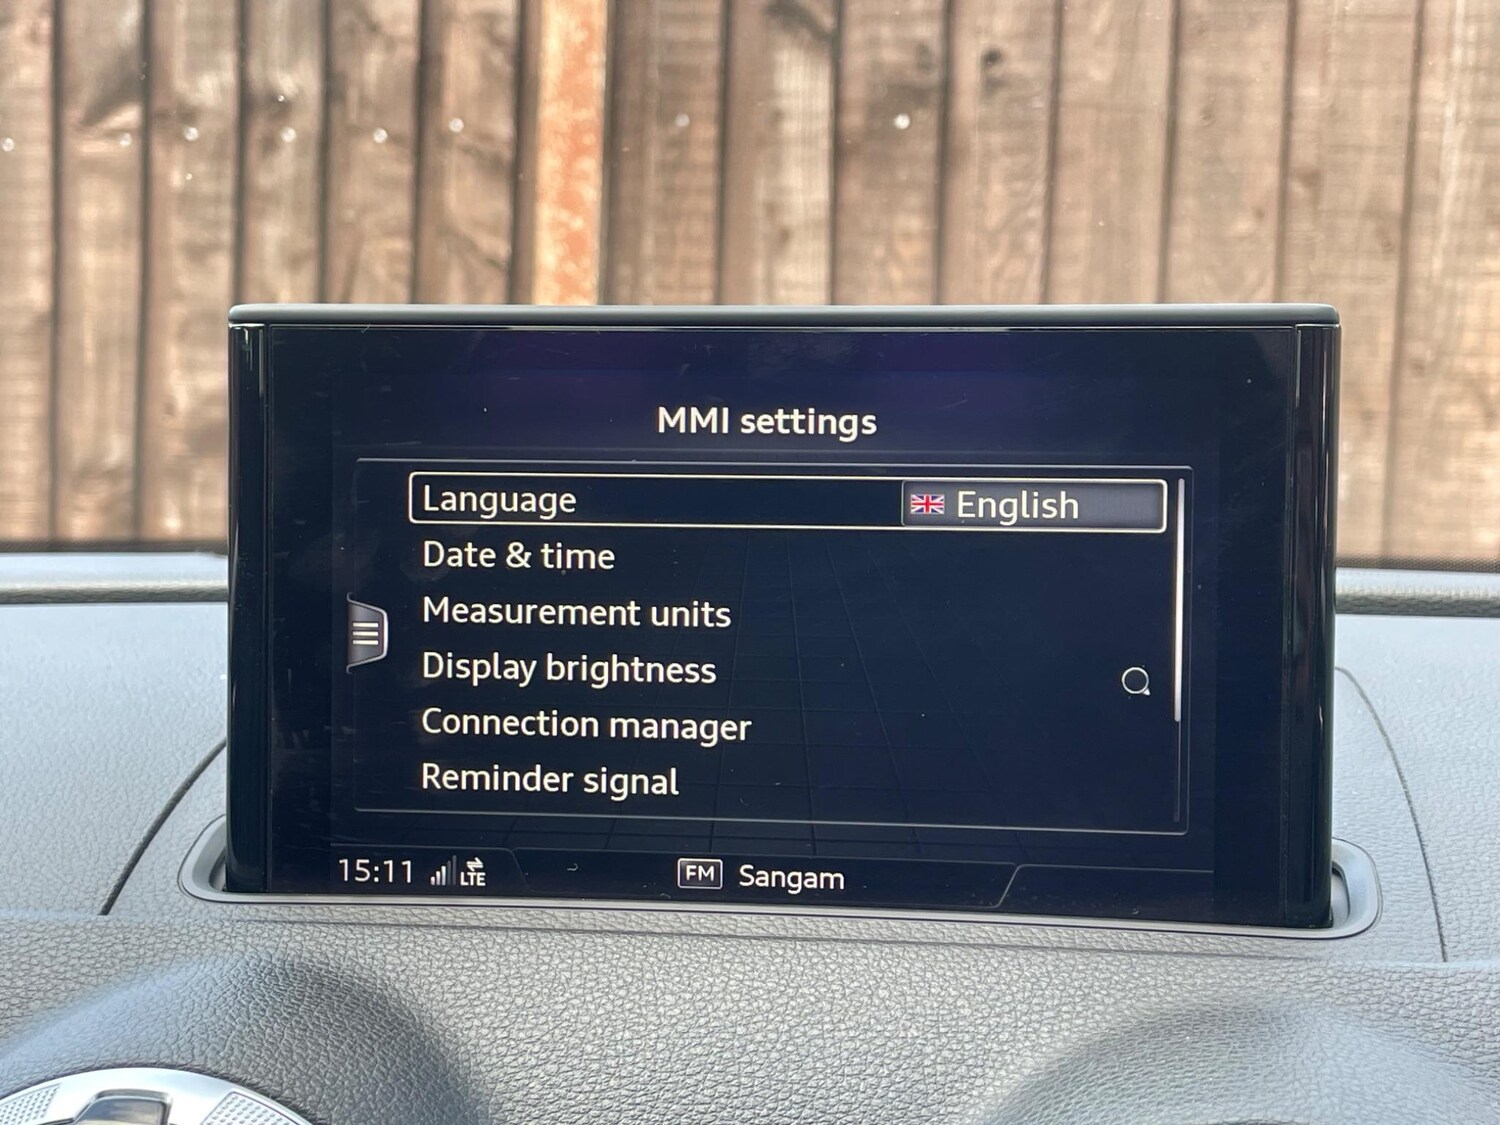 MMI settings
Language English
Date & time
Measurement units
Display brightness
Connection manager
Reminder signal
15:11 LTE FM Sangam